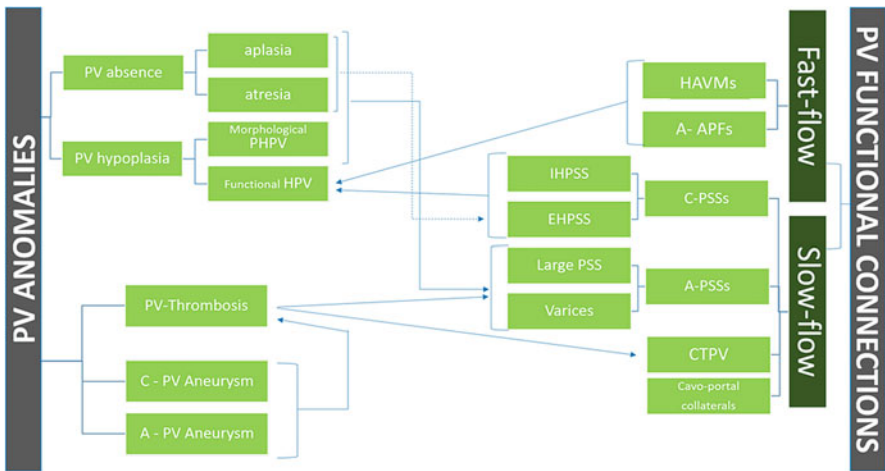 PV ANOMALIES
PV absence
aplasia
atresia
PV hypoplasia
Morphological
PHPV
Functional HPV
PV-Thrombosis
C - PV Aneurysm
A - PV Aneurysm
HAVMs
A- APFs
IHPSS
EHPSS
C-PSSs
Large PSS
Varices
A-PSSs
CTPV
Cavo-portal
collaterals
Fast-flow
Slow-flow
PV FUNCTIONAL CONNECTIONS